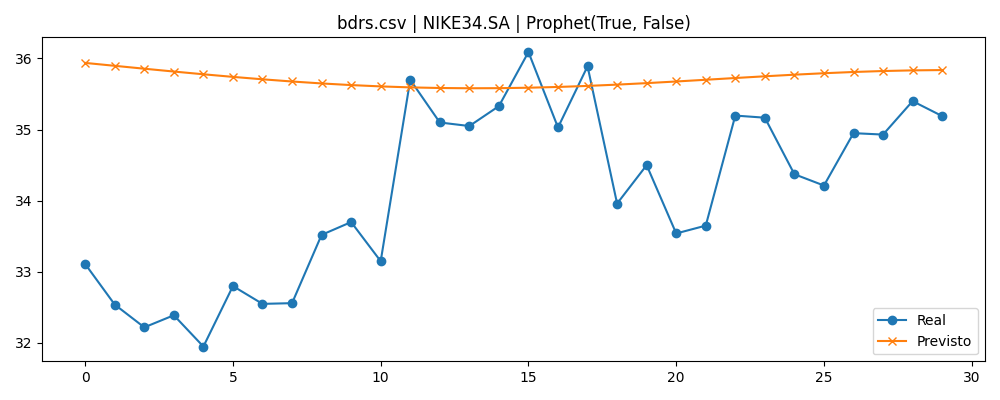 bdrs.csv | NIKE34.SA | Prophet(True, False)
36
35
34
33
32
0 5 10 15 20 25 30
Real
Previsto